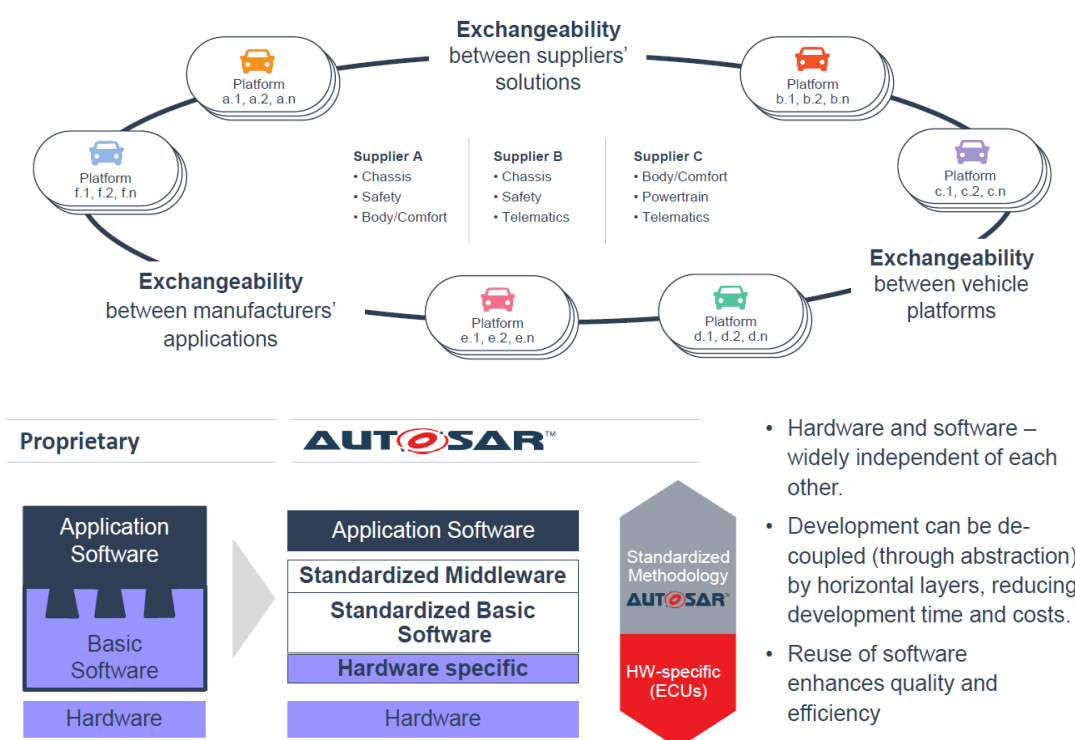 Exchangeability
between suppliers’
solutions
Platform
a.1, a.2, a.n
Platform
b.1, b.2, b.n
Platform
f.1, f.2, f.n
Platform
c.1, c.2, c.n
Supplier A
• Chassis
• Safety
• Body/Comfort
Supplier B
• Chassis
• Safety
• Telematics
Supplier C
• Body/Comfort
• Powertrain
• Telematics
Exchangeability
between manufacturers’
applications
Platform
e.1, e.2, e.n
Platform
d.1, d.2, d.n
Exchangeability
between vehicle
platforms
Proprietary
Application
Software
Basic
Software
Hardware
AUTOSAR™
Application Software
Standardized Middleware
Standardized Basic
Software
Hardware specific
Hardware
Standardized
Methodology
AUTOSAR™
HW-specific
(ECUs)
• Hardware and software –
widely independent of each
other.
• Development can be de-
coupled (through abstraction)
by horizontal layers, reducing
development time and costs.
• Reuse of software
enhances quality and
efficiency